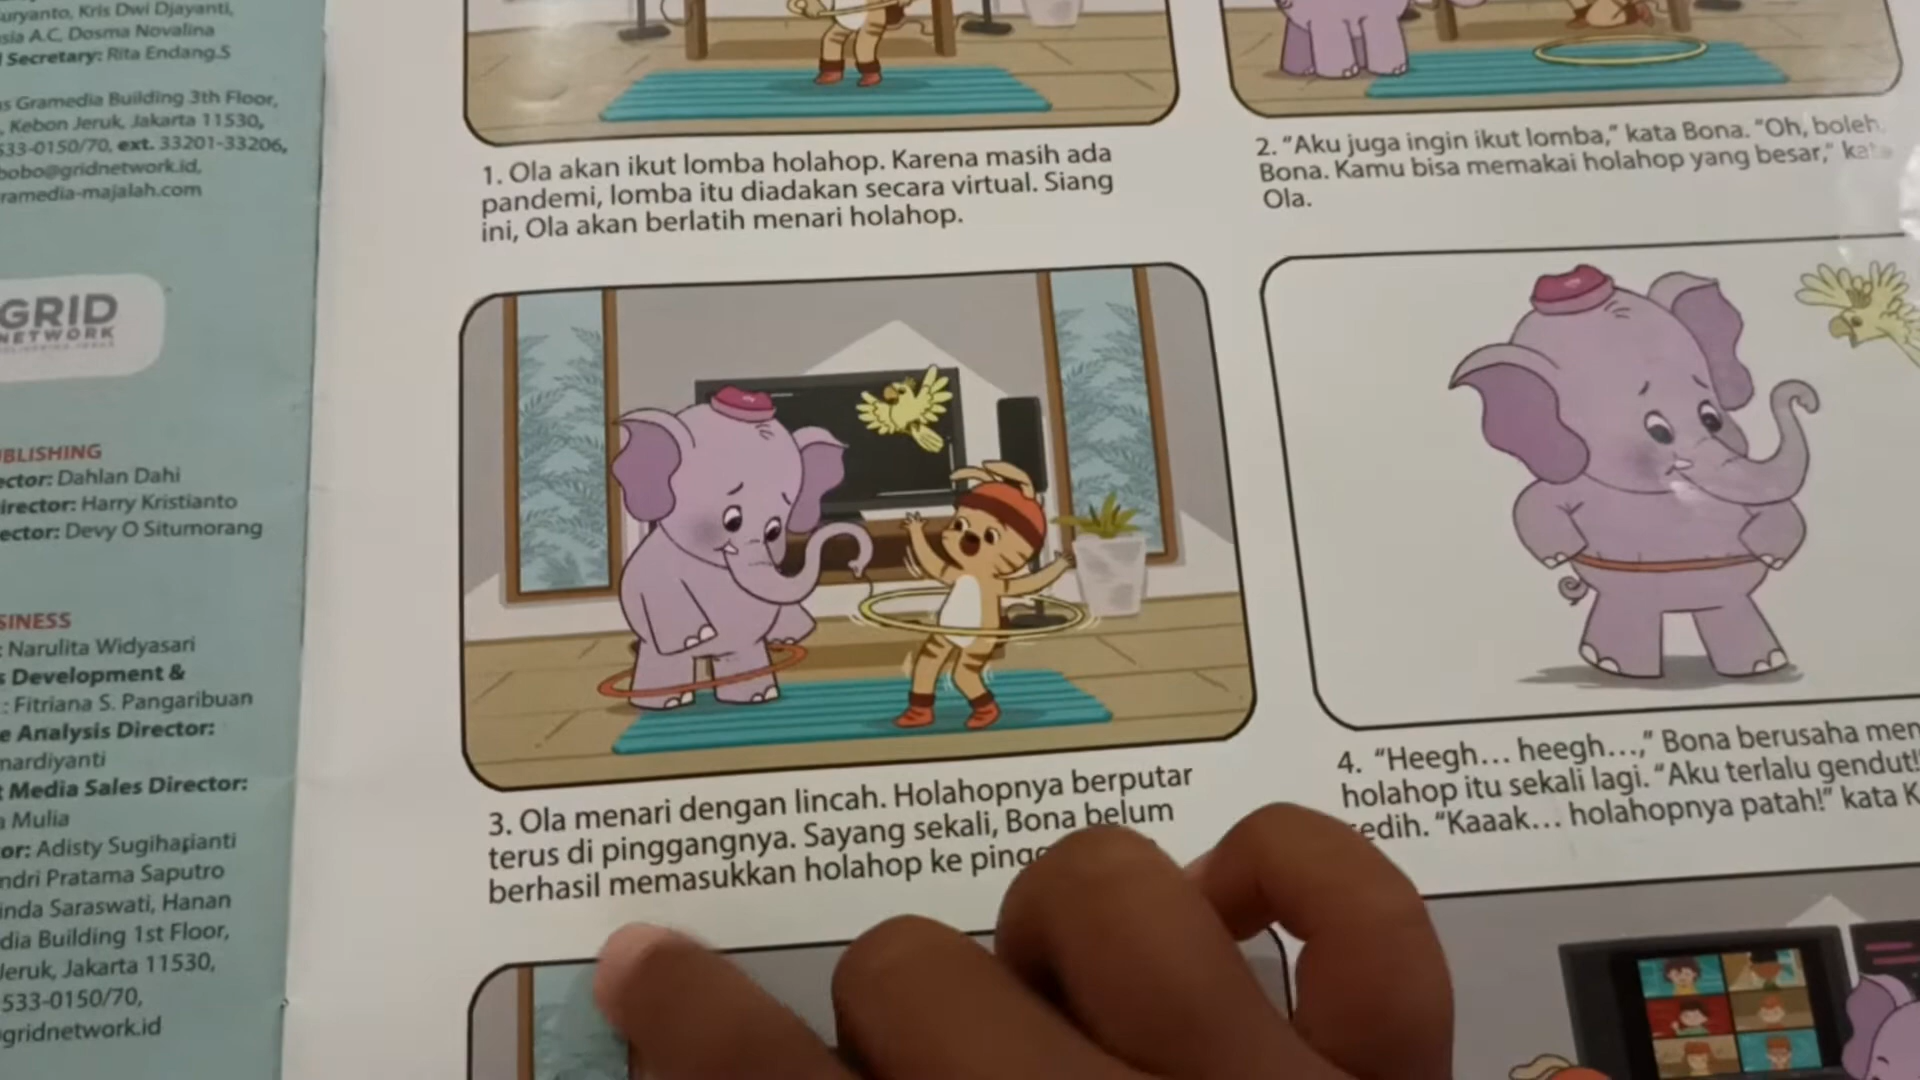 uryanto, Kris Dwi Djayanti,
sia A.C, Dosma Novalina
Secretary: Rita Endang.S
s Gramedia Building 3th Floor,
, Kebon Jeruk, Jakarta 11530,
533-0150/70, ext. 33201-33206,
bobo@gridnetwork.id,
ramedia-majalah.com
GRID
NETWORK
BLISHING
ector: Dahlan Dahi
irector: Harry Kristianto
ector: Devy O Situmorang
SINESS
: Narulita Widyasari
s Development &
: Fitriana S. Pangaribuan
e Analysis Director:
nardiyanti
t Media Sales Director:
a Mulia
or: Adisty Sugiharianti
ndri Pratama Saputro
inda Saraswati, Hanan
dia Building 1st Floor,
Jeruk, Jakarta 11530,
533-0150/70,
gridnetwork.id
1. Ola akan ikut lomba holahop. Karena masih ada
pandemi, lomba itu diadakan secara virtual. Siang
ini, Ola akan berlatih menari holahop.
2. “Aku juga ingin ikut lomba,” kata Bona. “Oh, boleh,
Bona. Kamu bisa memakai holahop yang besar,” kata
Ola.
3. Ola menari dengan lincah. Holahopnya berputar
terus di pinggangnya. Sayang sekali, Bona belum
berhasil memasukkan holahop ke pingg
4. “Heegh… heegh…,” Bona berusaha men
holahop itu sekali lagi. “Aku terlalu gendut!
sedih. “Kaaak… holahopnya patah!” kata K